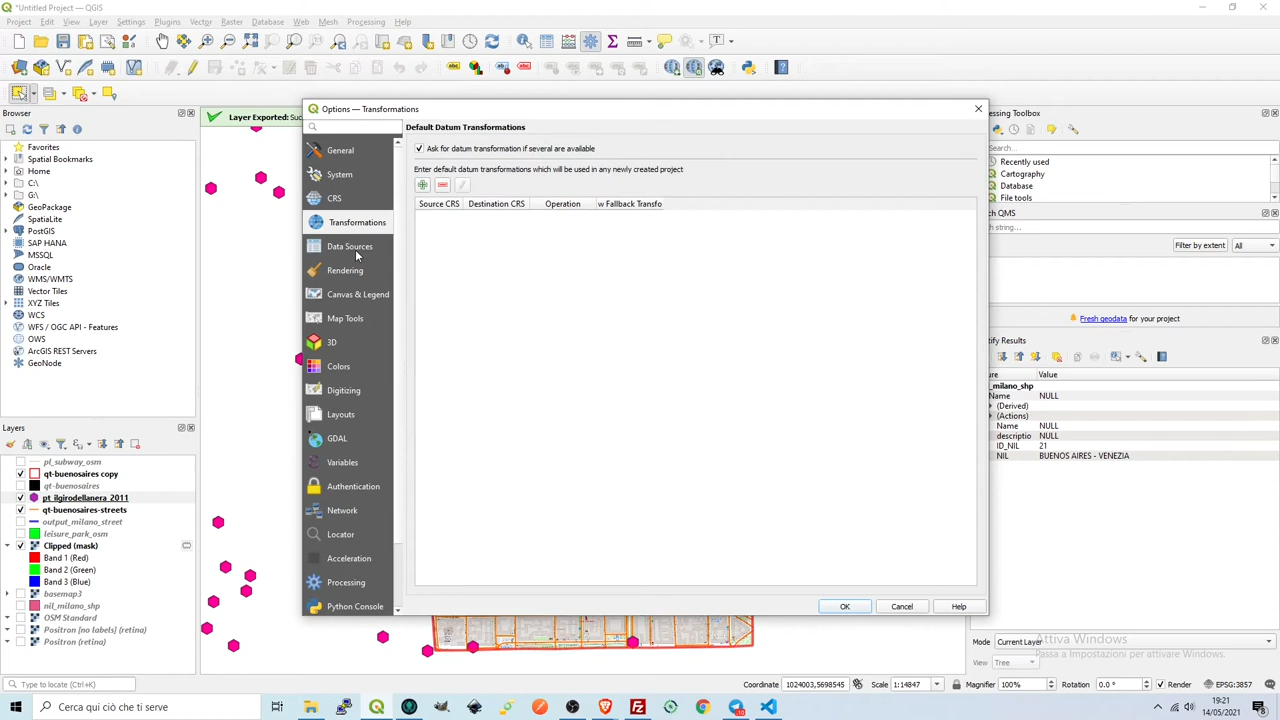 *Untitled Project — QGIS
Project Edit View Layer Settings Plugins Vector Raster Database Web Mesh Processing Help
Browser
Favorites
Spatial Bookmarks
Home
C:\
G:\
GeoPackage
SpatiaLite
PostGIS
SAP HANA
MSSQL
Oracle
WMS/WMTS
Vector Tiles
XYZ Tiles
WCS
WFS / OGC API - Features
OWS
ArcGIS REST Servers
GeoNode
Layers
pl_subway_osm
qt-buenosaires copy
qt-buenosaires
pt_ilgirodellanera_2011
qt-buenosaires-streets
output_milano_street
leisure_park_osm
Clipped (mask)
Band 1 (Red)
Band 2 (Green)
Band 3 (Blue)
basemap3
nil_milano_shp
OSM Standard
Positron [no labels] (retina)
Positron (retina)
Layer Exported: Suc
Options — Transformations
General
System
CRS
Transformations
Data Sources
Rendering
Canvas & Legend
Map Tools
3D
Colors
Digitizing
Layouts
GDAL
Variables
Authentication
Network
Locator
Acceleration
Processing
Python Console
Default Datum Transformations
Ask for datum transformation if several are available
Enter default datum transformations which will be used in any newly created project
Source CRS Destination CRS Operation w Fallback Transfo
OK Cancel Help
essing Toolbox
Search...
Recently used
Cartography
Database
File tools
rch QMS
h string...
Filter by extent All
Fresh geodata for your project
tify Results
ure Value
_milano_shp
Name NULL
(Derived)
(Actions)
Name NULL
descriptio NULL
ID_NIL 21
NIL BUENOS AIRES - VENEZIA
Mode Current Layer
View Tree
Attiva Windows
Passa a Impostazioni per attivare Windows.
Type to locate (Ctrl+K)
Coordinate 1024003,5698545 Scale 1:14847 Magnifier 100% Rotation 0.0 ° Render EPSG:3857
Cerca qui ciò che ti serve
19:21
14/05/2021